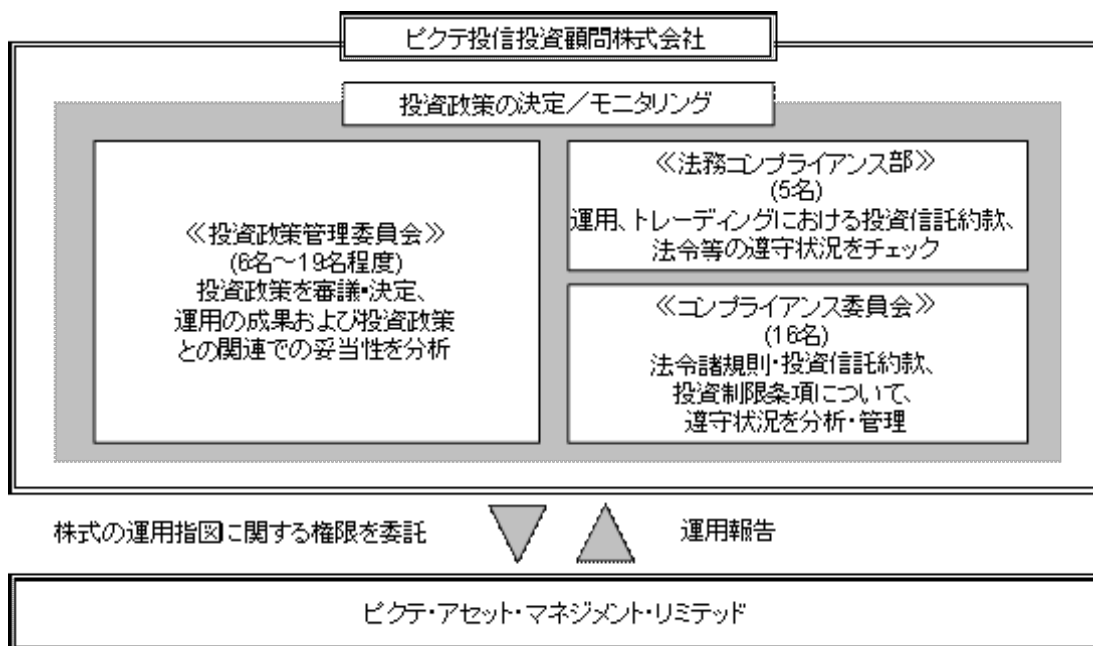 ピクテ投信投資顧問株式会社
投資政策の決定／モニタリング
≪投資政策管理委員会≫
(6名～19名程度)
投資政策を審議・決定、
運用の成果および投資政策
との関連での妥当性を分析
≪法務コンプライアンス部≫
(5名)
運用、トレーディングにおける投資信託約款、
法令等の遵守状況をチェック
≪コンプライアンス委員会≫
(16名)
法令諸規則・投資信託約款、
投資制限条項について、
遵守状況を分析・管理
株式の運用指図に関する権限を委託
運用報告
ピクテ・アセット・マネジメント・リミテッド